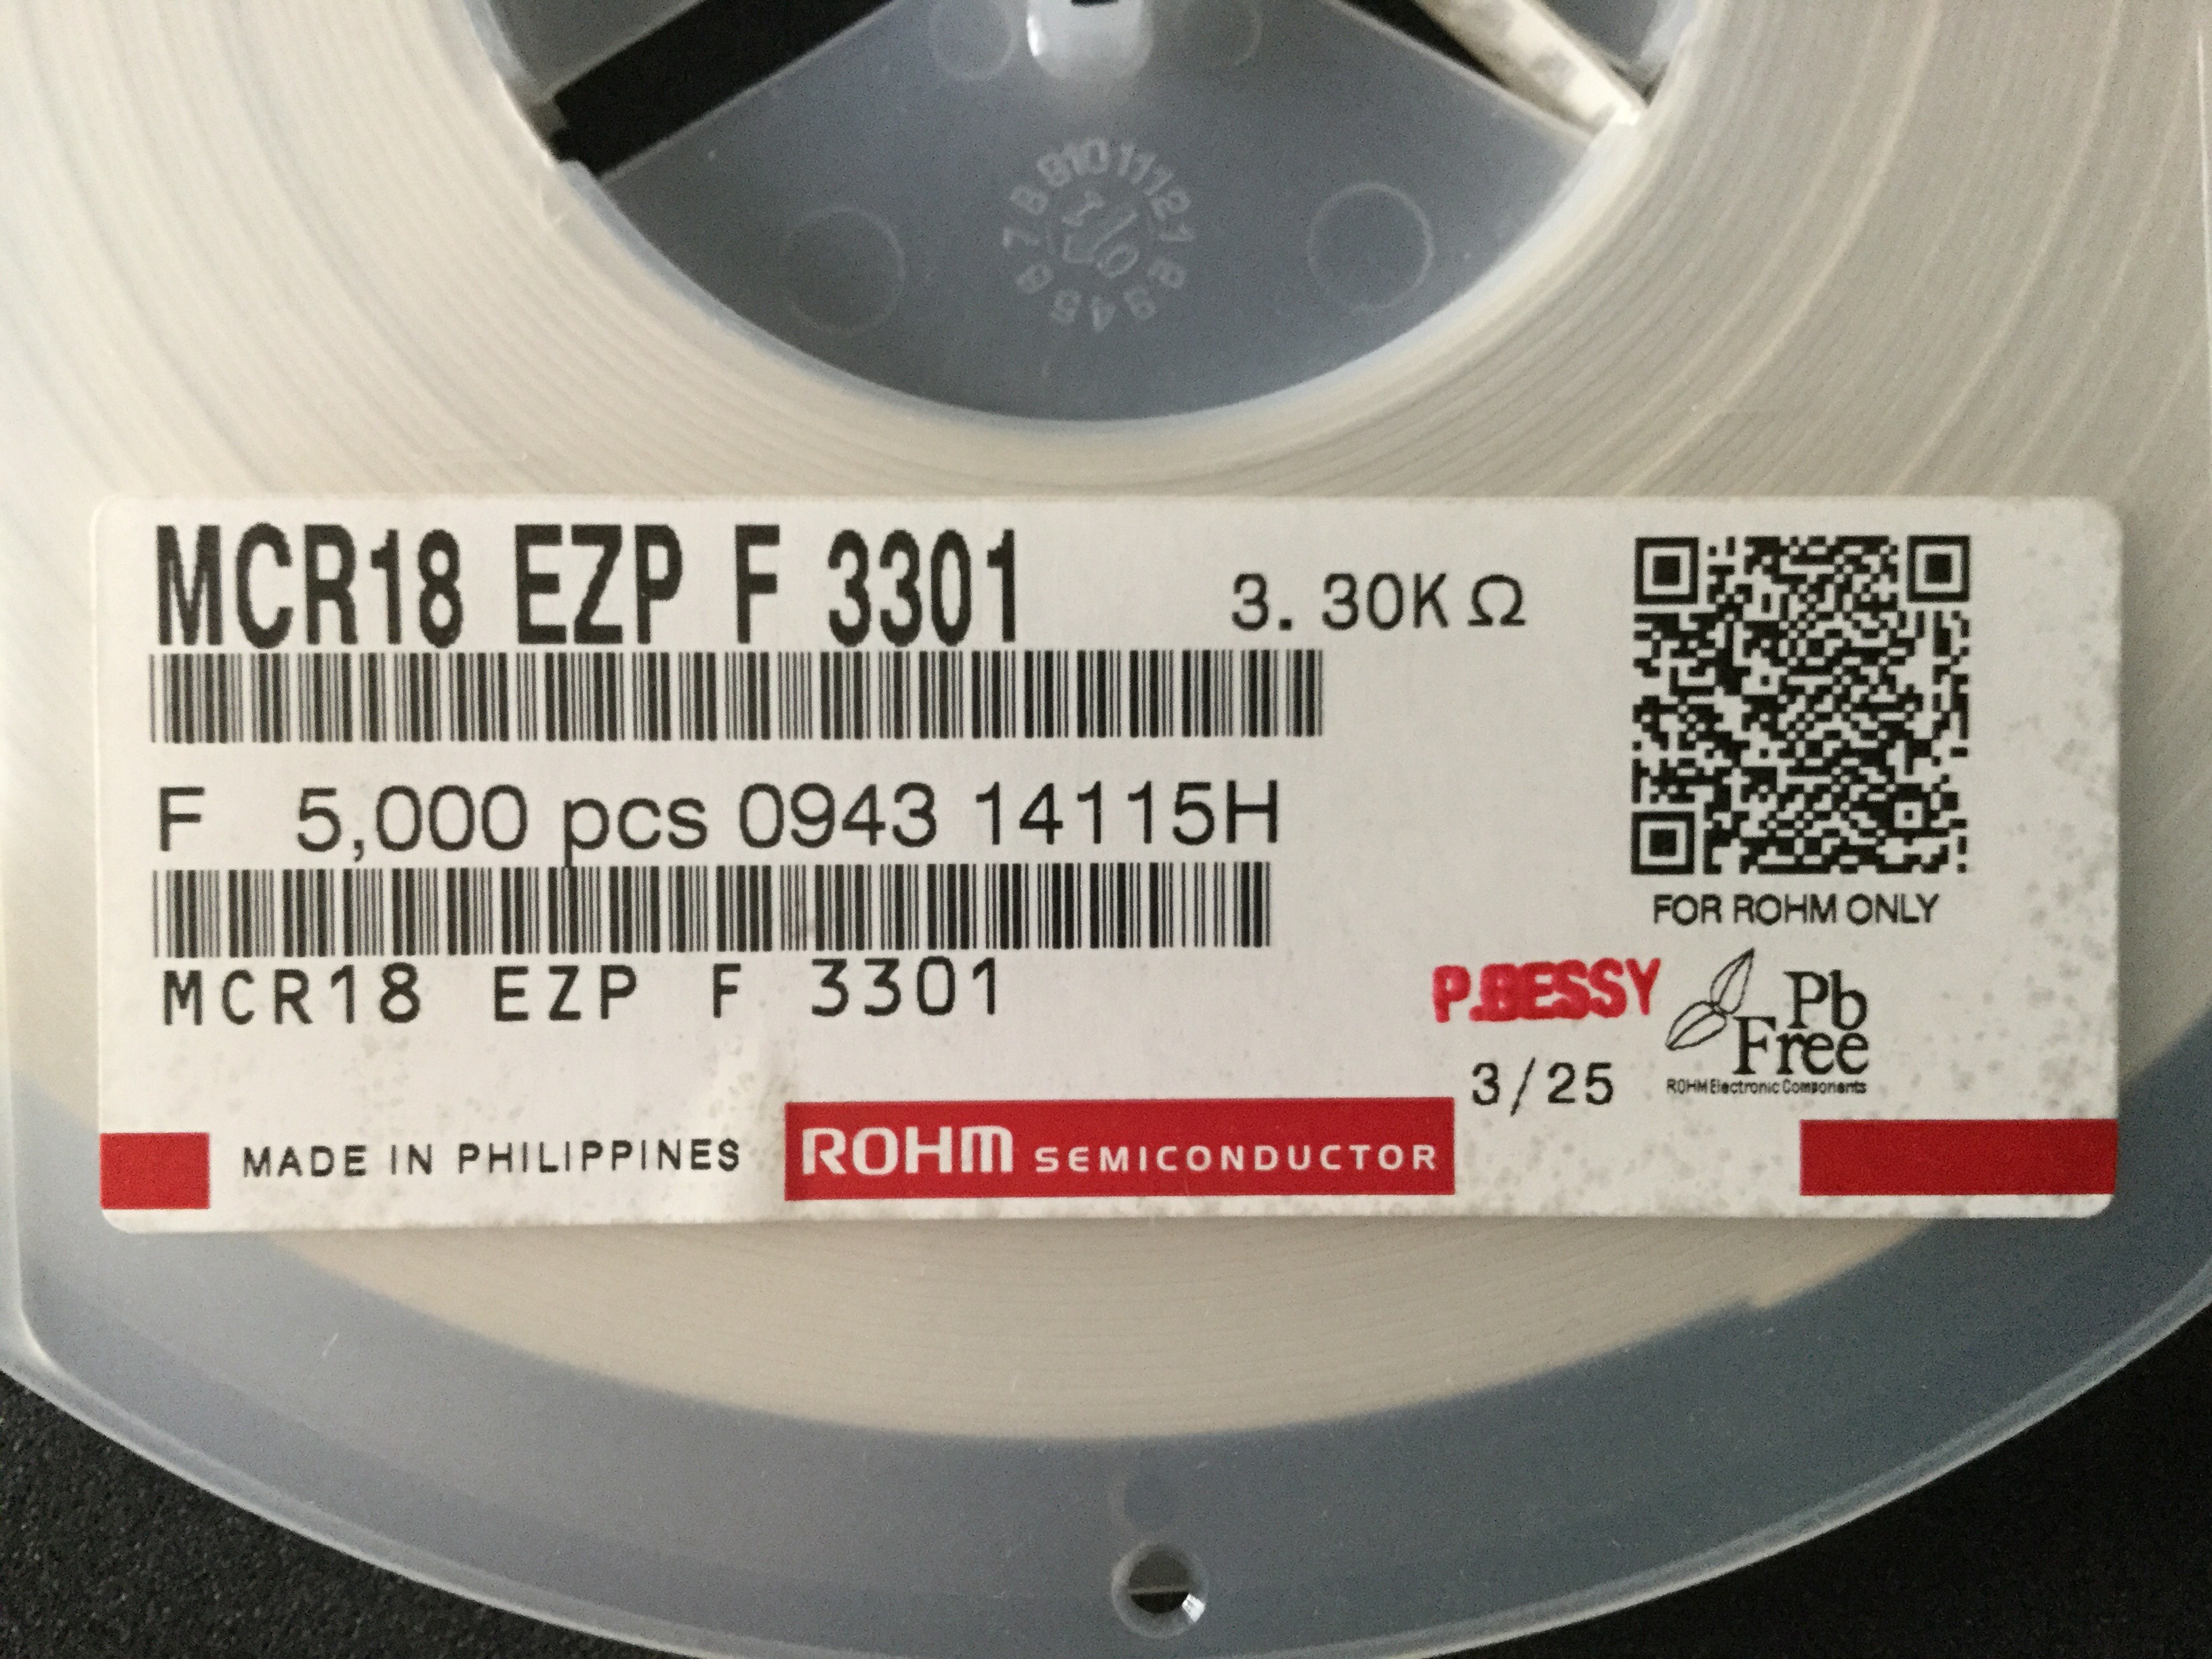 MCR18 EZP F 3301 3.30KΩ
F 5,000 pcs 0943 14115H
MCR18 EZP F 3301
FOR ROHM ONLY
P.BESSY
Pb
Free
ROHM Electronic Components
3/25
MADE IN PHILIPPINES
ROHM SEMICONDUCTOR